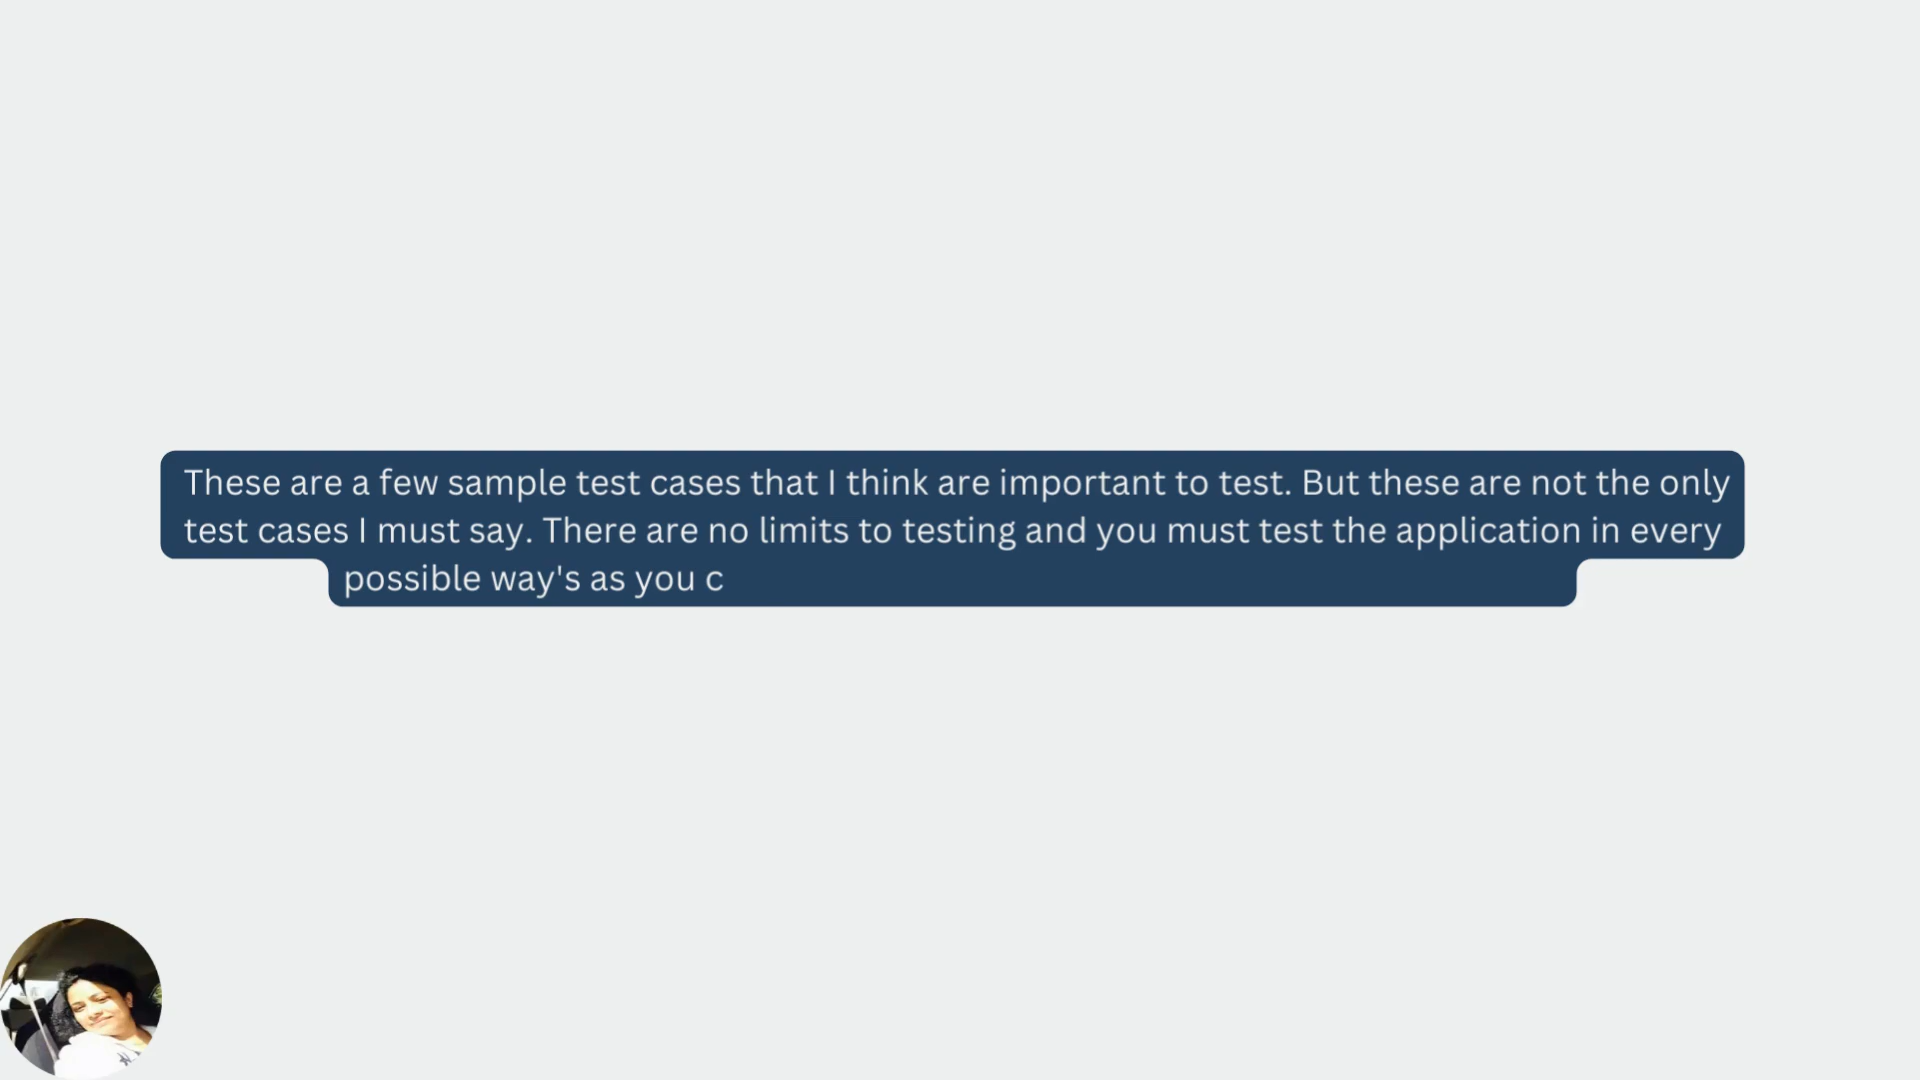 These are a few sample test cases that I think are important to test. But these are not the only
test cases I must say. There are no limits to testing and you must test the application in every
possible way's as you c